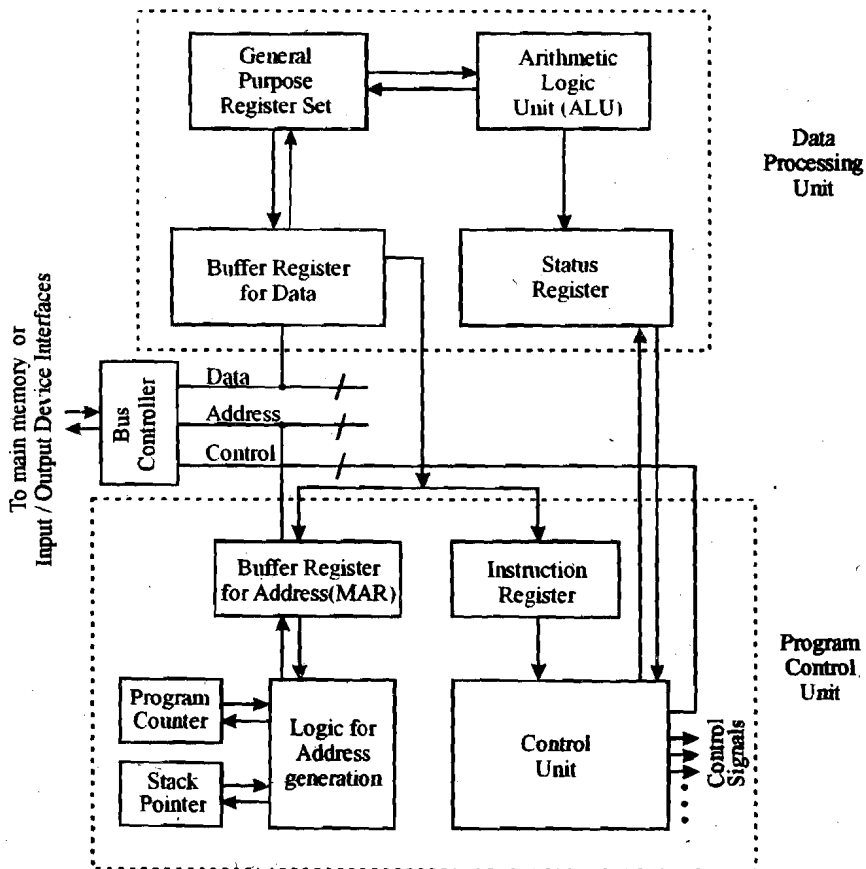 General
Purpose
Register Set
Arithmetic
Logic
Unit (ALU)
Data
Processing
Unit
Buffer Register
for Data
Status
Register
To main memory or
Input / Output Device Interfaces
Bus
Controller
Data
Address
Control
Buffer Register
for Address(MAR)
Instruction
Register
Program
Control
Unit
Program
Counter
Logic for
Address
generation
Stack
Pointer
Control
Unit
Control
Signals